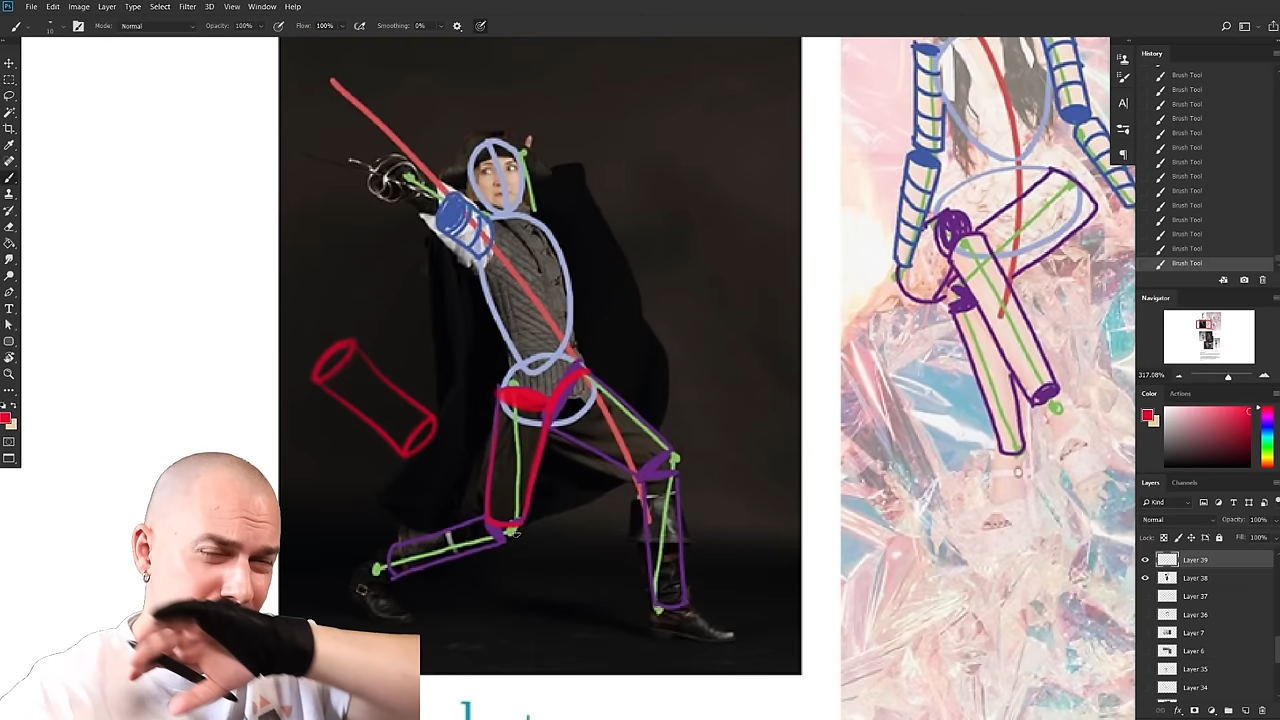 File Edit Image Layer Type Select Filter 3D View Window Help
10 Mode: Normal Opacity: 100% Flow: 100% Smoothing: 0%
History
Brush Tool
Brush Tool
Brush Tool
Brush Tool
Brush Tool
Brush Tool
Brush Tool
Brush Tool
Brush Tool
Brush Tool
Brush Tool
Brush Tool
Brush Tool
Brush Tool
Navigator
317.08%
Color Actions
Layers Channels
Kind
Normal Opacity: 100%
Lock: Fill: 100%
Layer 39
Layer 38
Layer 37
Layer 36
Layer 7
Layer 6
Layer 35
Layer 34